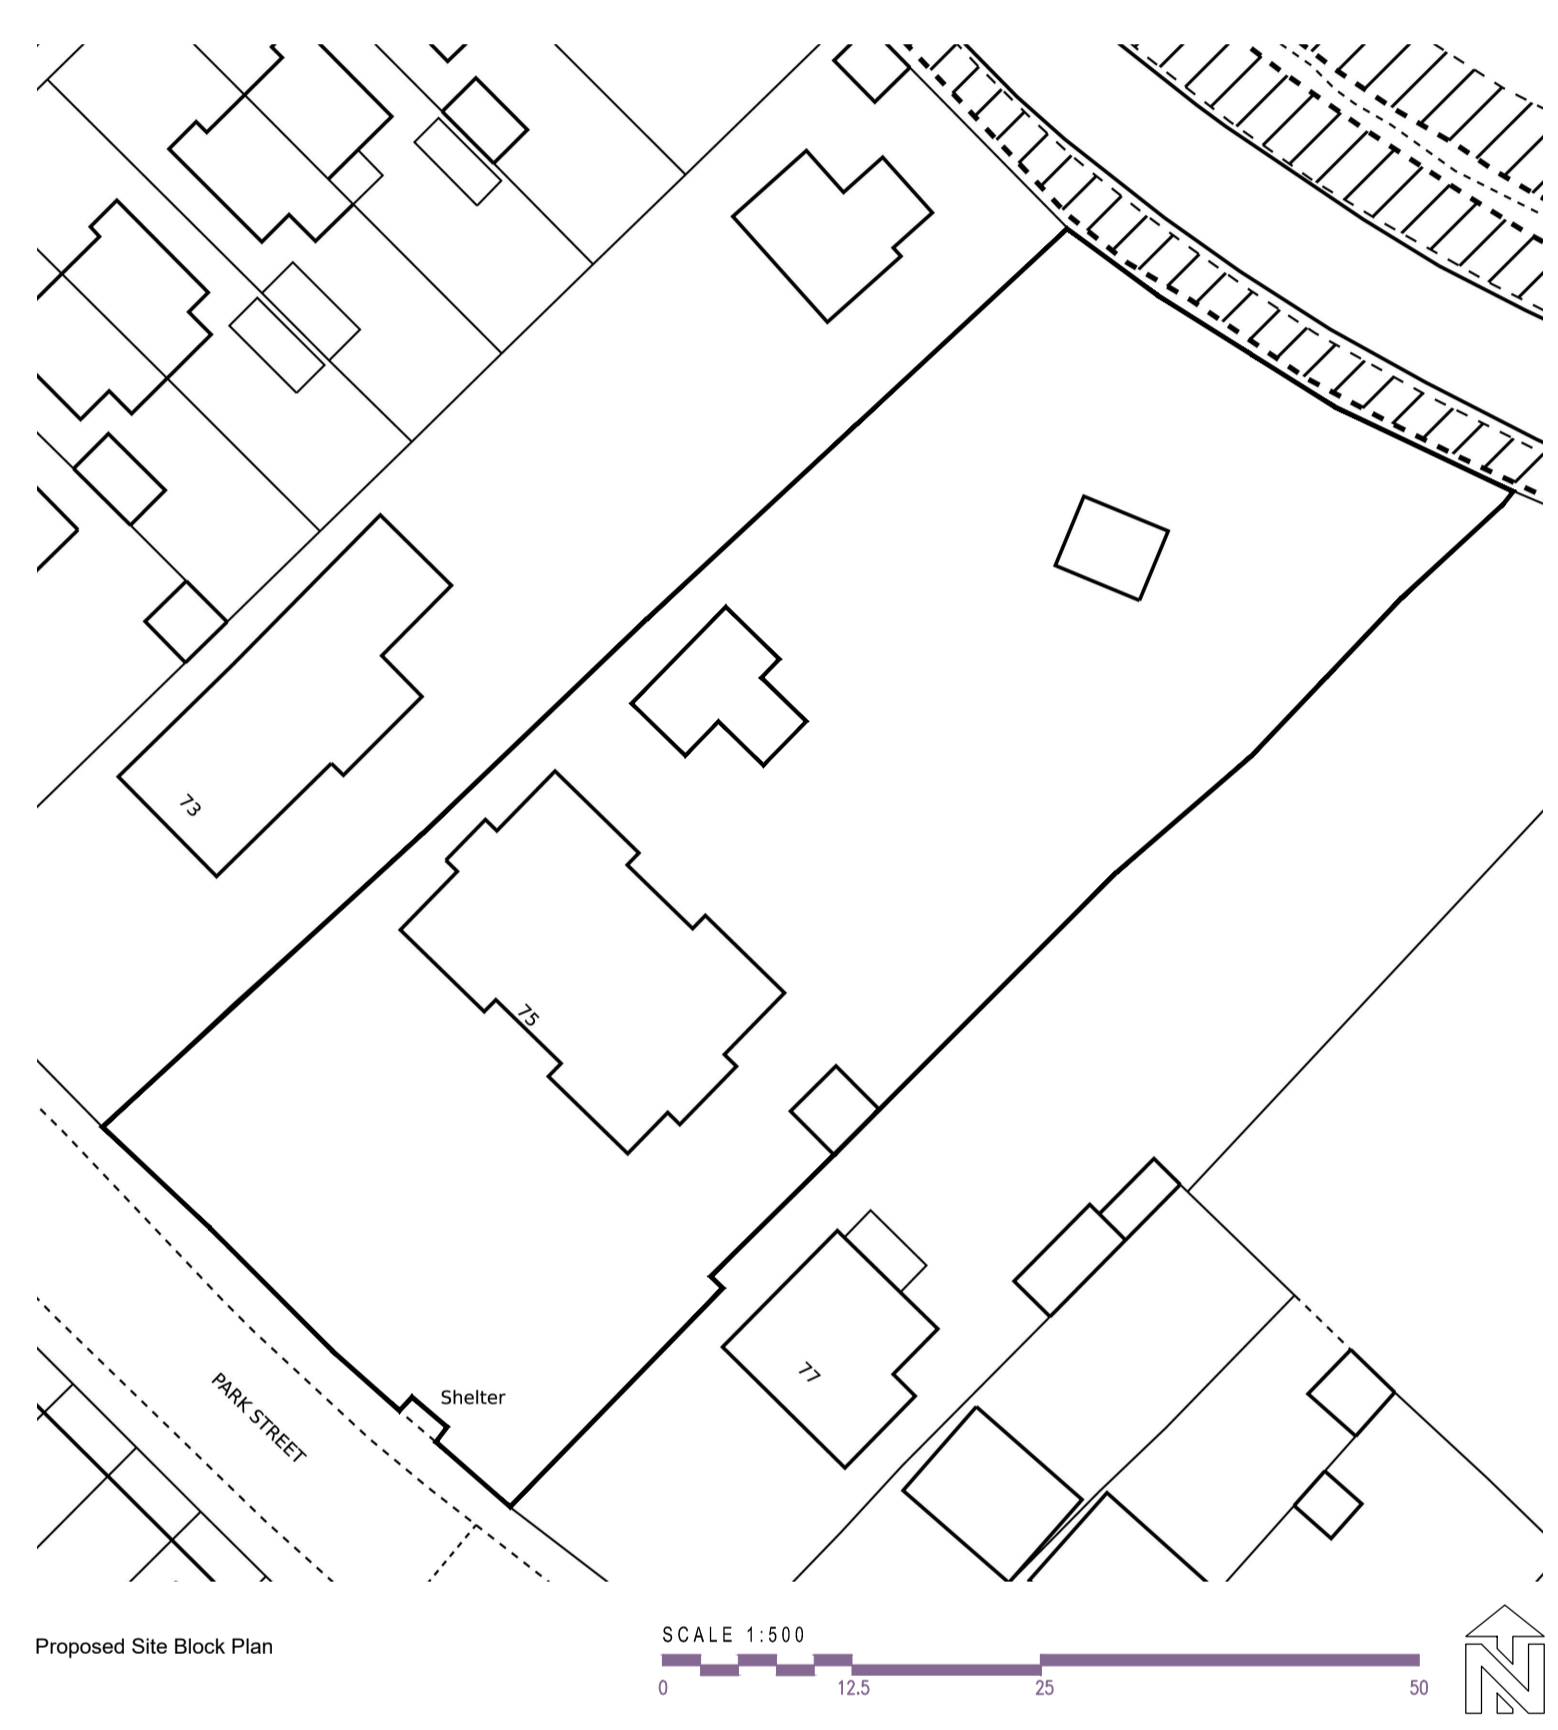 73
75
Shelter
77
PARK STREET
Proposed Site Block Plan
SCALE 1:500
0 12.5 25 50
N